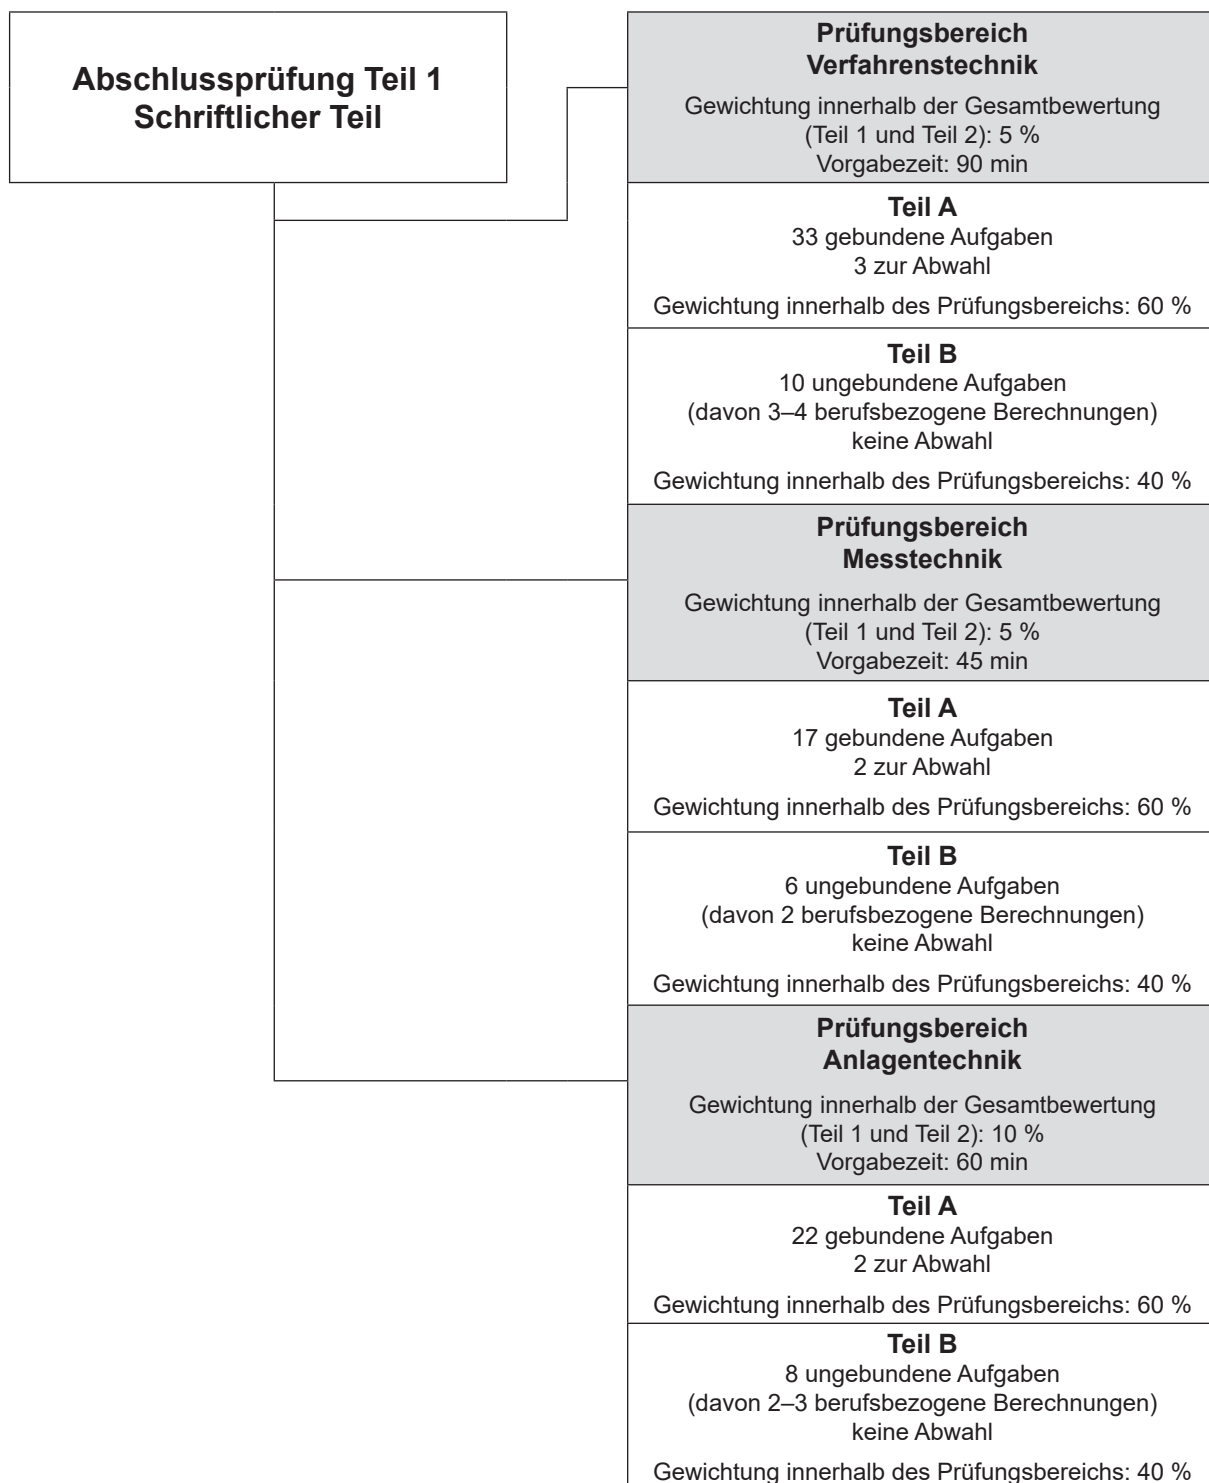 Abschlussprüfung Teil 1
Schriftlicher Teil
Prüfungsbereich
Verfahrenstechnik
Gewichtung innerhalb der Gesamtbewertung
(Teil 1 und Teil 2): 5 %
Vorgabezeit: 90 min
Teil A
33 gebundene Aufgaben
3 zur Abwahl
Gewichtung innerhalb des Prüfungsbereichs: 60 %
Teil B
10 ungebundene Aufgaben
(davon 3–4 berufsbezogene Berechnungen)
keine Abwahl
Gewichtung innerhalb des Prüfungsbereichs: 40 %
Prüfungsbereich
Messtechnik
Gewichtung innerhalb der Gesamtbewertung
(Teil 1 und Teil 2): 5 %
Vorgabezeit: 45 min
Teil A
17 gebundene Aufgaben
2 zur Abwahl
Gewichtung innerhalb des Prüfungsbereichs: 60 %
Teil B
6 ungebundene Aufgaben
(davon 2 berufsbezogene Berechnungen)
keine Abwahl
Gewichtung innerhalb des Prüfungsbereichs: 40 %
Prüfungsbereich
Anlagentechnik
Gewichtung innerhalb der Gesamtbewertung
(Teil 1 und Teil 2): 10 %
Vorgabezeit: 60 min
Teil A
22 gebundene Aufgaben
2 zur Abwahl
Gewichtung innerhalb des Prüfungsbereichs: 60 %
Teil B
8 ungebundene Aufgaben
(davon 2–3 berufsbezogene Berechnungen)
keine Abwahl
Gewichtung innerhalb des Prüfungsbereichs: 40 %